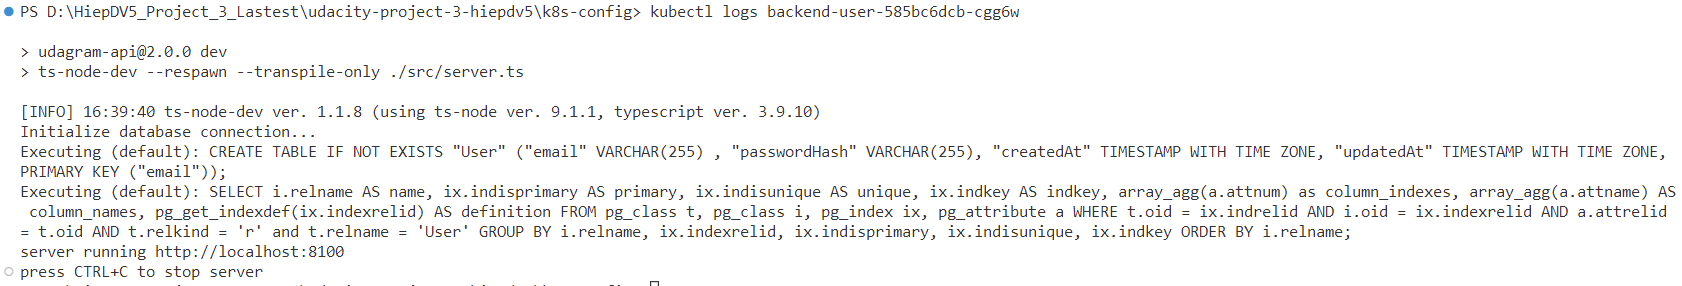 PS D:\HiepDV5_Project_3_Lastest\udacity-project-3-hiepdv5\k8s-config> kubectl logs backend-user-585bc6dcb-cgg6w
> udagram-api@2.0.0 dev
> ts-node-dev --respawn --transpile-only ./src/server.ts
[INFO] 16:39:40 ts-node-dev ver. 1.1.8 (using ts-node ver. 9.1.1, typescript ver. 3.9.10)
Initialize database connection...
Executing (default): CREATE TABLE IF NOT EXISTS "User" ("email" VARCHAR(255) , "passwordHash" VARCHAR(255), "createdAt" TIMESTAMP WITH TIME ZONE, "updatedAt" TIMESTAMP WITH TIME ZONE,
PRIMARY KEY ("email"));
Executing (default): SELECT i.relname AS name, ix.indisprimary AS primary, ix.indisunique AS unique, ix.indkey AS indkey, array_agg(a.attnum) as column_indexes, array_agg(a.attname) AS
column_names, pg_get_indexdef(ix.indexrelid) AS definition FROM pg_class t, pg_class i, pg_index ix, pg_attribute a WHERE t.oid = ix.indrelid AND i.oid = ix.indexrelid AND a.attrelid
= t.oid AND t.relkind = 'r' and t.relname = 'User' GROUP BY i.relname, ix.indexrelid, ix.indisprimary, ix.indisunique, ix.indkey ORDER BY i.relname;
server running http://localhost:8100
press CTRL+C to stop server